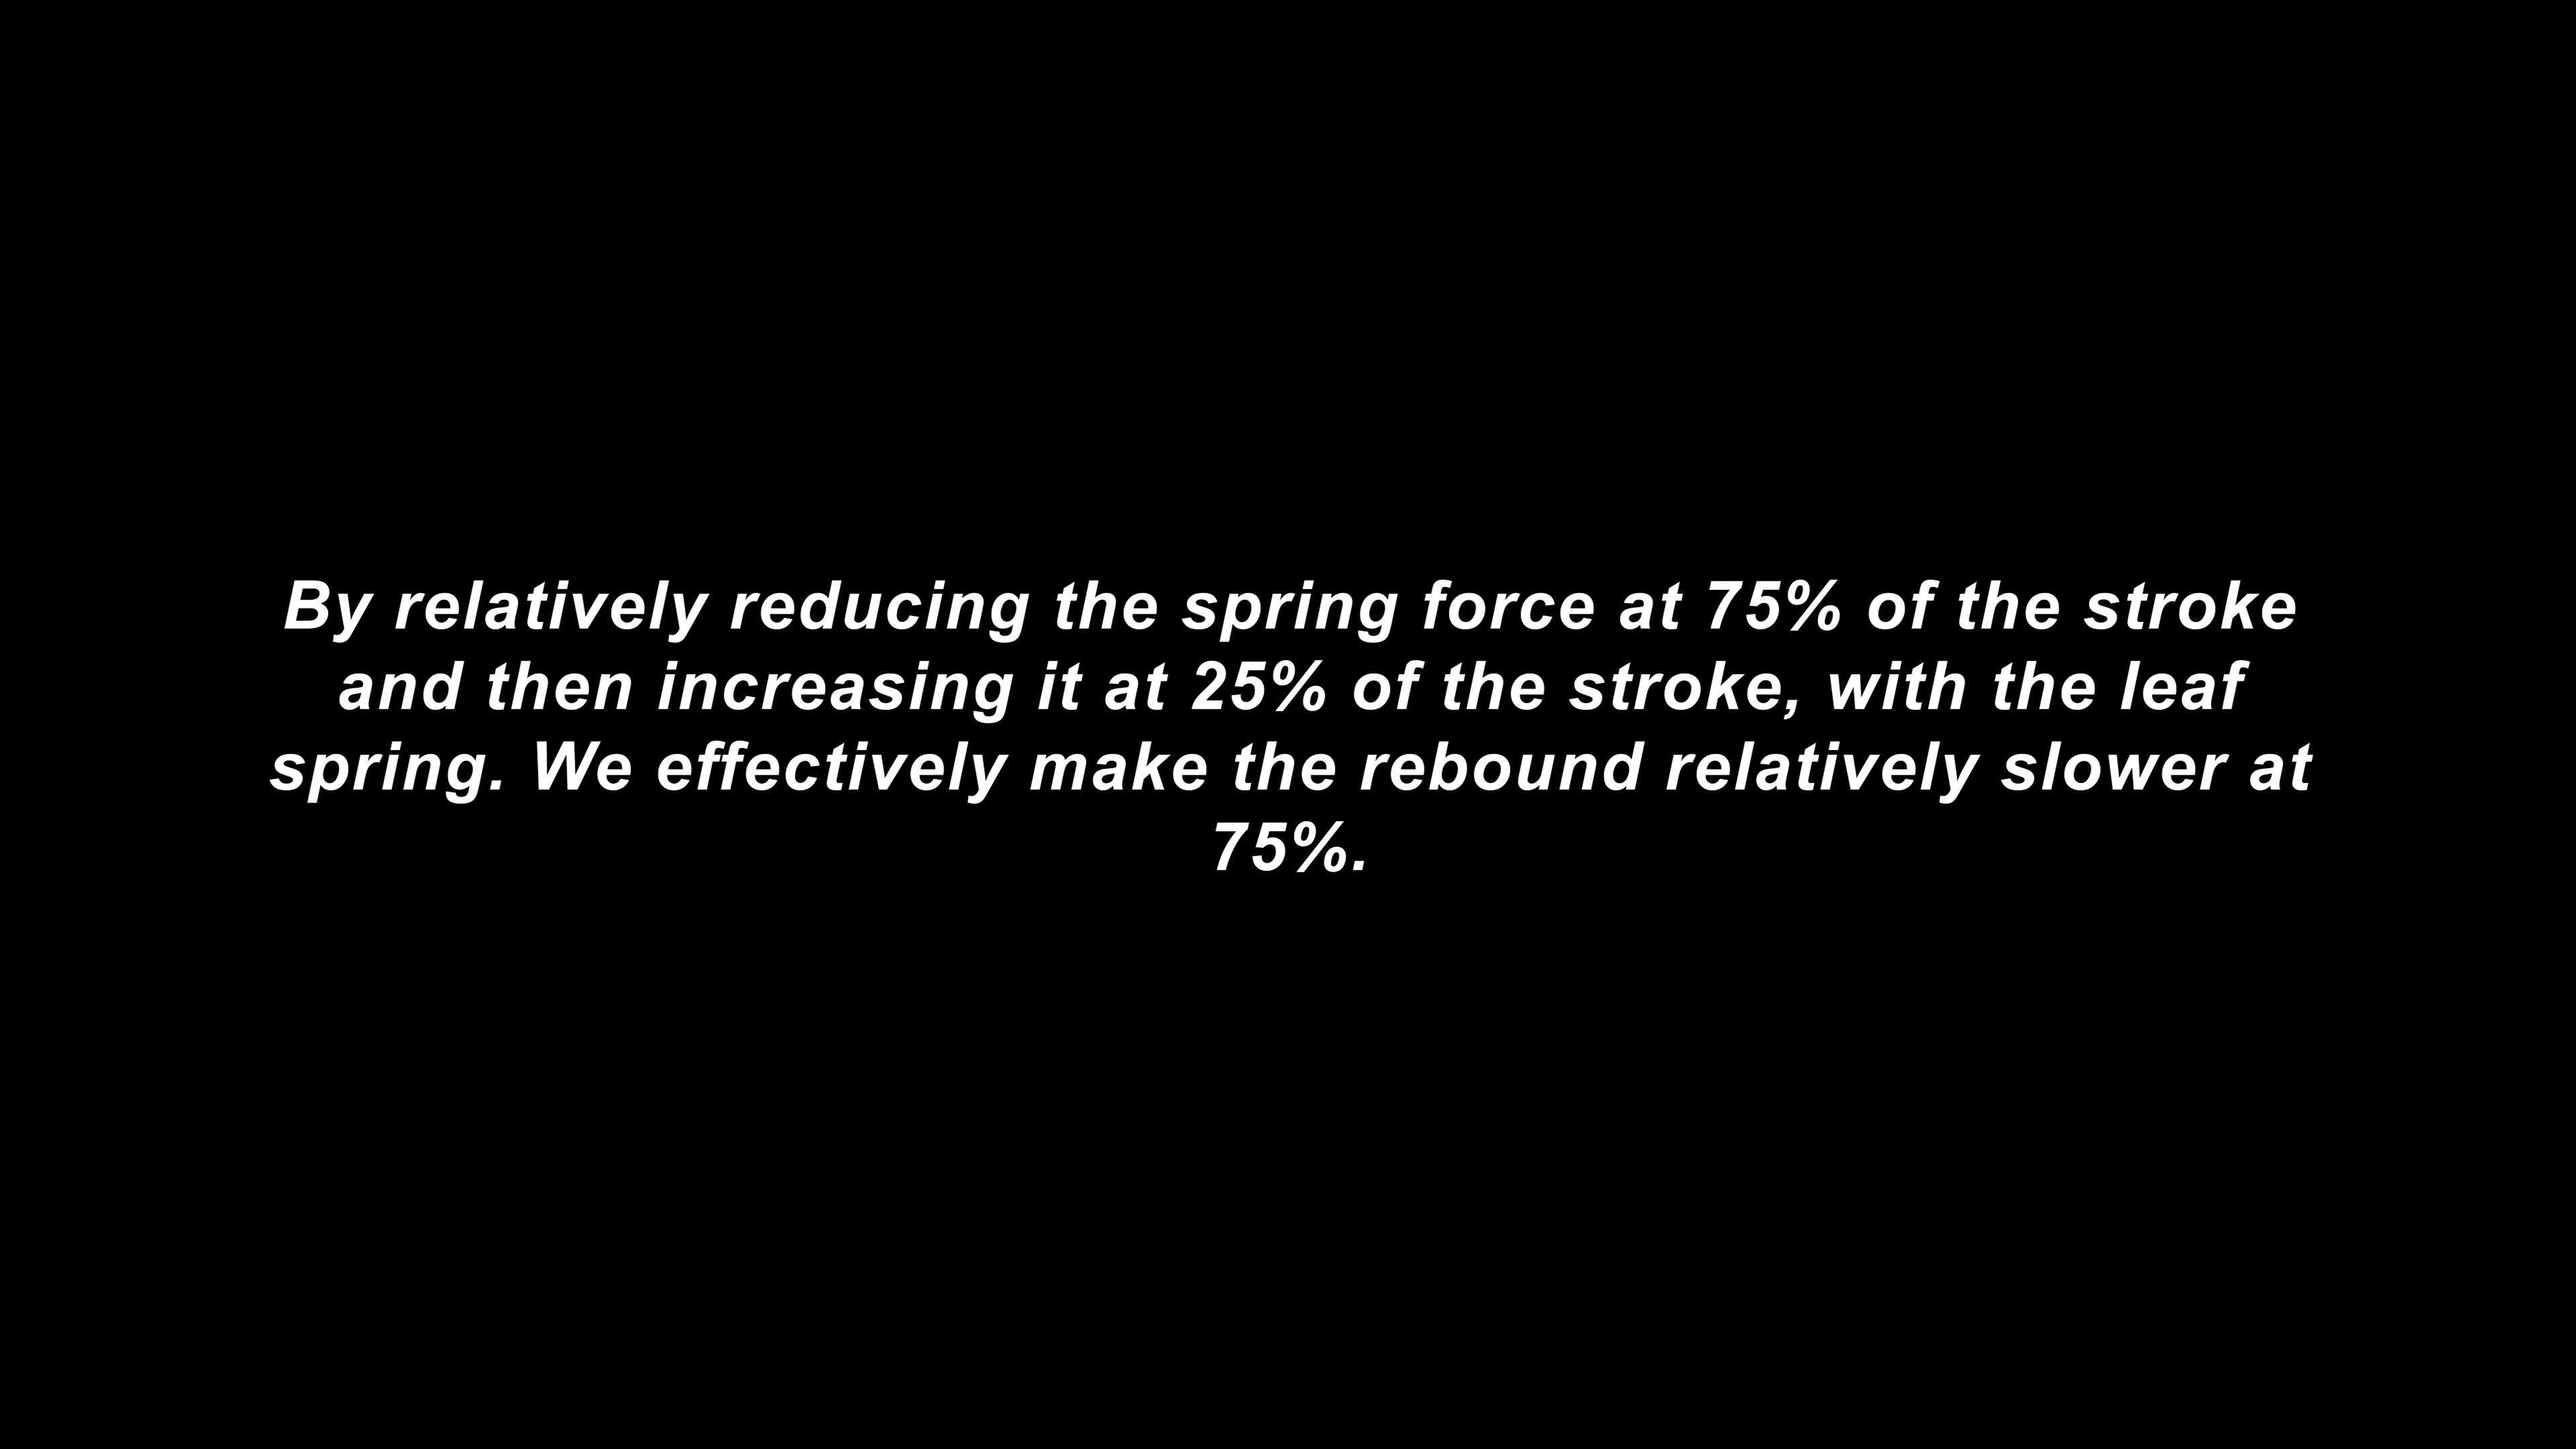 By relatively reducing the spring force at 75% of the stroke
and then increasing it at 25% of the stroke, with the leaf
spring. We effectively make the rebound relatively slower at
75%.